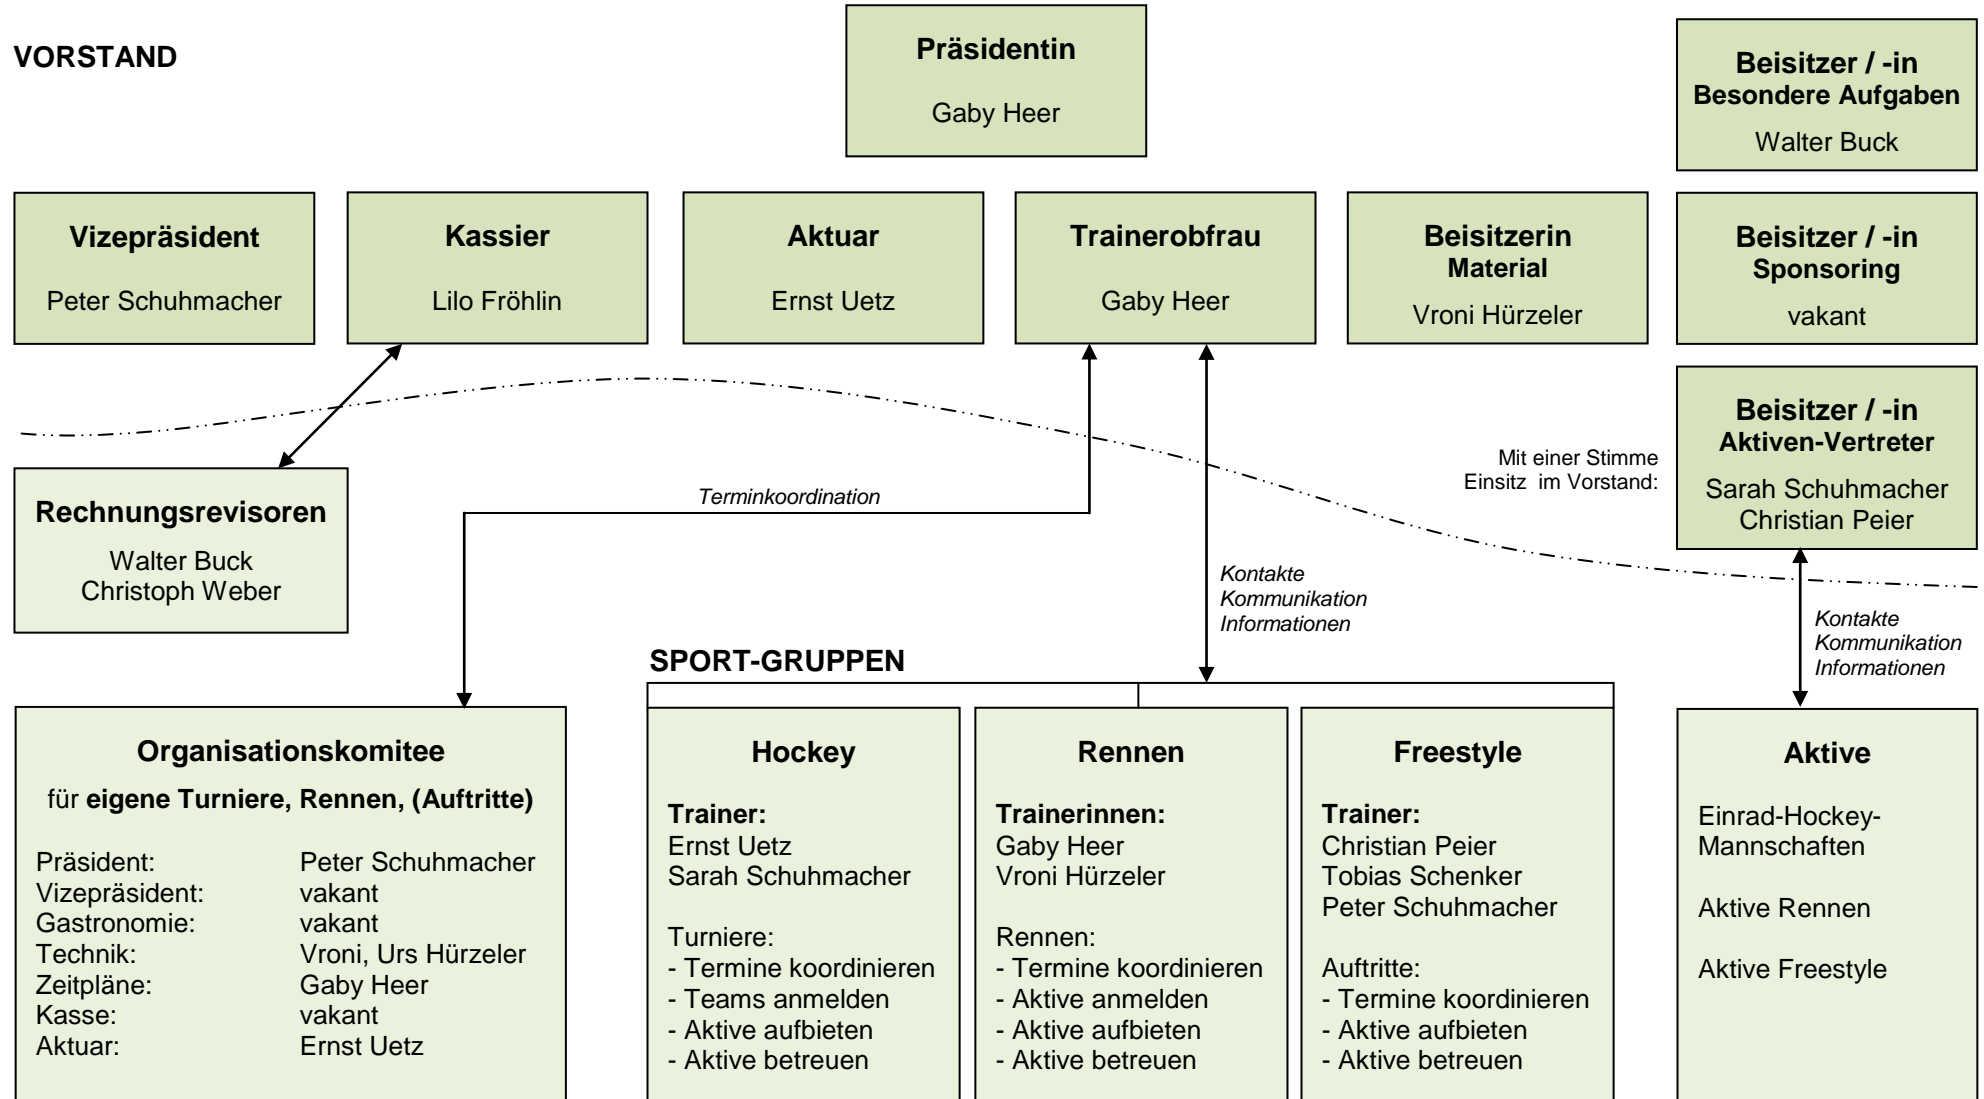 VORSTAND
Präsidentin
Gaby Heer
Beisitzer / -in
Besondere Aufgaben
Walter Buck
Vizepräsident
Peter Schuhmacher
Kassier
Lilo Fröhlin
Aktuar
Ernst Uetz
Trainerobfrau
Gaby Heer
Beisitzerin
Material
Vroni Hürzeler
Beisitzer / -in
Sponsoring
vakant
Mit einer Stimme
Einsitz im Vorstand:
Beisitzer / -in
Aktiven-Vertreter
Sarah Schuhmacher
Christian Peier
Rechnungsrevisoren
Walter Buck
Christoph Weber
Terminkoordination
Kontakte
Kommunikation
Informationen
Kontakte
Kommunikation
Informationen
SPORT-GRUPPEN
Organisationskomitee
für eigene Turniere, Rennen, (Auftritte)
Präsident: Peter Schuhmacher
Vizepräsident: vakant
Gastronomie: vakant
Technik: Vroni, Urs Hürzeler
Zeitpläne: Gaby Heer
Kasse: vakant
Aktuar: Ernst Uetz
Hockey
Trainer:
Ernst Uetz
Sarah Schuhmacher
Turniere:
- Termine koordinieren
- Teams anmelden
- Aktive aufbieten
- Aktive betreuen
Rennen
Trainerinnen:
Gaby Heer
Vroni Hürzeler
Rennen:
- Termine koordinieren
- Aktive anmelden
- Aktive aufbieten
- Aktive betreuen
Freestyle
Trainer:
Christian Peier
Tobias Schenker
Peter Schuhmacher
Auftritte:
- Termine koordinieren
- Aktive aufbieten
- Aktive betreuen
Aktive
Einrad-Hockey-
Mannschaften
Aktive Rennen
Aktive Freestyle